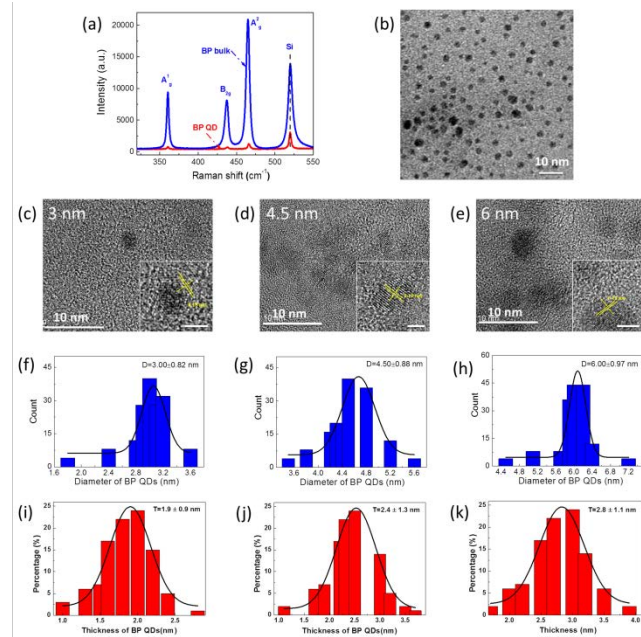 (a)
Intensity (a.u.)
20000
15000
10000
5000
0
A¹g
B₂g
A²g
Si
BP bulk
BP QD
350 400 450 500 550
Raman shift (cm⁻¹)
(b)
10 nm
(c) 3 nm
10 nm
(d) 4.5 nm
10 nm
(e) 6 nm
10 nm
(f)
D=3.00±0.82 nm
Count
45
30
15
0
1.8 2.4 3.0 3.6
Diameter of BP QDs (nm)
(g)
D=4.50±0.88 nm
Count
45
30
15
0
3.6 4.0 4.4 4.8 5.2 5.6
Diameter of BP QDs (nm)
(h)
D=6.00±0.97 nm
Count
60
45
30
15
0
4.4 4.8 5.2 5.6 6.0 6.4 6.8 7.2
Diameter of BP QDs (nm)
(i)
T=1.9 ± 0.9 nm
Percentage (%)
25
20
15
10
5
0
1.0 1.5 2.0 2.5
Thickness of BP QDs(nm)
(j)
T=2.4 ± 1.3 nm
Percentage (%)
25
20
15
10
5
0
1.0 1.5 2.0 2.5 3.0 3.5
Thickness of BP QDs(nm)
(k)
T=2.8 ± 1.1 nm
Percentage (%)
25
20
15
10
5
0
2.0 2.5 3.0 3.5 4.0
Thickness (nm)